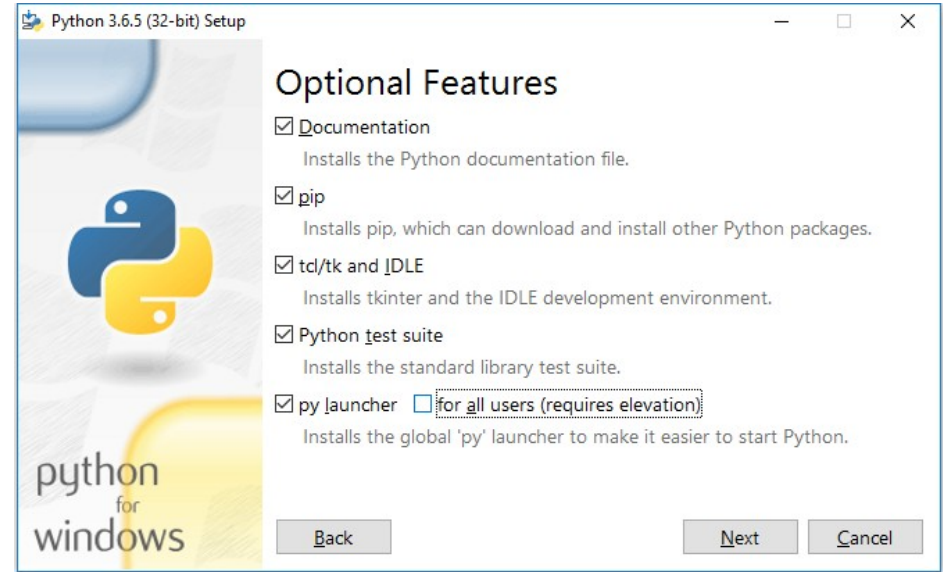 Python 3.6.5 (32-bit) Setup
Optional Features
Documentation
Installs the Python documentation file.
pip
Installs pip, which can download and install other Python packages.
tcl/tk and IDLE
Installs tkinter and the IDLE development environment.
Python test suite
Installs the standard library test suite.
py launcher for all users (requires elevation)
Installs the global 'py' launcher to make it easier to start Python.
python
for
windows
Back Next Cancel